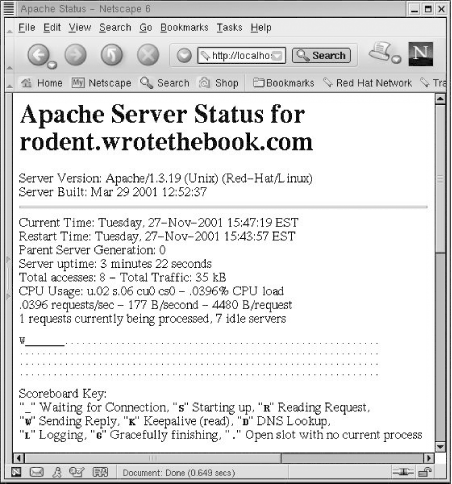 Apache Status – Netscape 6
File Edit View Search Go Bookmarks Tasks Help
http://localho Search N
Home My Netscape Search Shop Bookmarks Red Hat Network Tra
Apache Server Status for
rodent.wrotethebook.com
Server Version: Apache/1.3.19 (Unix) (Red-Hat/Linux)
Server Built: Mar 29 2001 12:52:37
Current Time: Tuesday, 27-Nov-2001 15:47:19 EST
Restart Time: Tuesday, 27-Nov-2001 15:43:57 EST
Parent Server Generation: 0
Server uptime: 3 minutes 22 seconds
Total accesses: 8 - Total Traffic: 35 kB
CPU Usage: u.02 s.06 cu0 cs0 - .0396% CPU load
.0396 requests/sec - 177 B/second - 4480 B/request
1 requests currently being processed, 7 idle servers
W_______........................................................
................................................................
................................................................
................................................................
Scoreboard Key:
"_" Waiting for Connection, "S" Starting up, "R" Reading Request,
"W" Sending Reply, "K" Keepalive (read), "D" DNS Lookup,
"L" Logging, "G" Gracefully finishing, "." Open slot with no current process
Document: Done (0.649 secs)